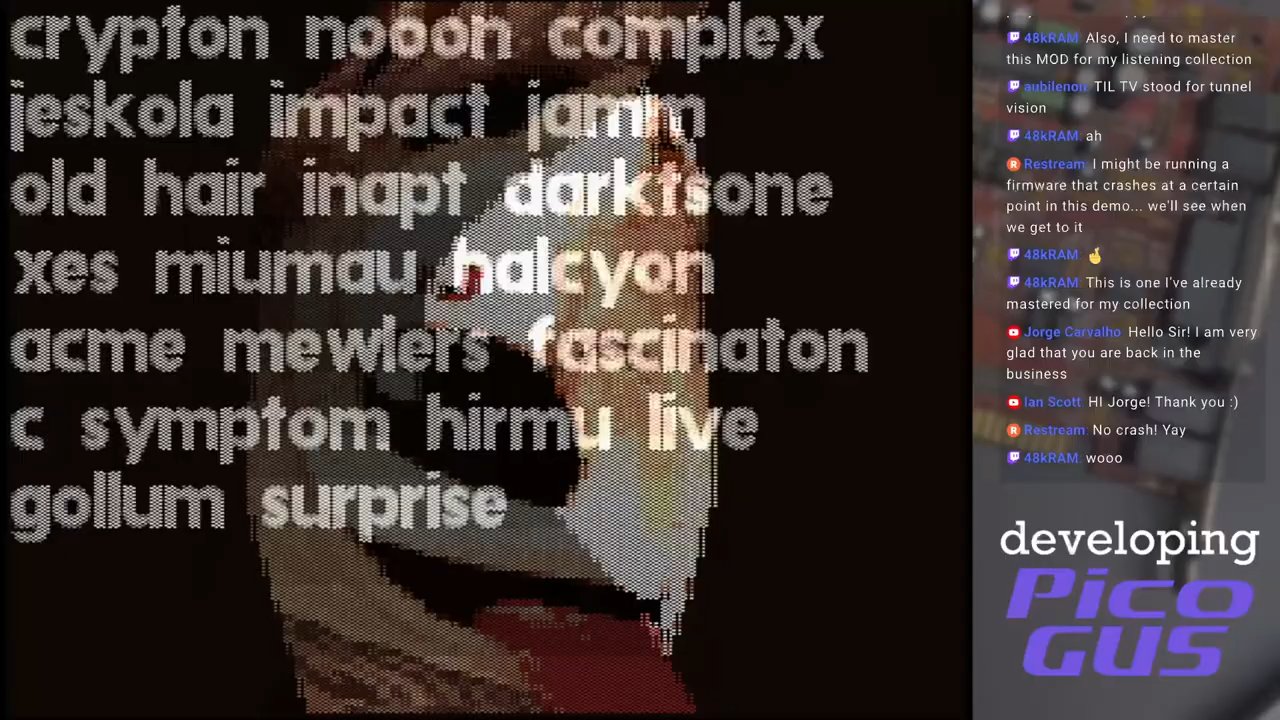 crypton nooon complex
jeskola impact jamm
old hair inapt darktsone
xes miumau halcyon
acme mewlers fascinaton
c symptom hirmu live
gollum surprise
48kRAM: Also, I need to master
this MOD for my listening collection
aubilenon: TIL TV stood for tunnel
vision
48kRAM: ah
Restream: I might be running a
firmware that crashes at a certain
point in this demo... we'll see when
we get to it
48kRAM: 🤞
48kRAM: This is one I've already
mastered for my collection
Jorge Carvalho Hello Sir! I am very
glad that you are back in the
business
Ian Scott HI Jorge! Thank you :)
Restream: No crash! Yay
48kRAM: wooo
developing
Pico
GUS